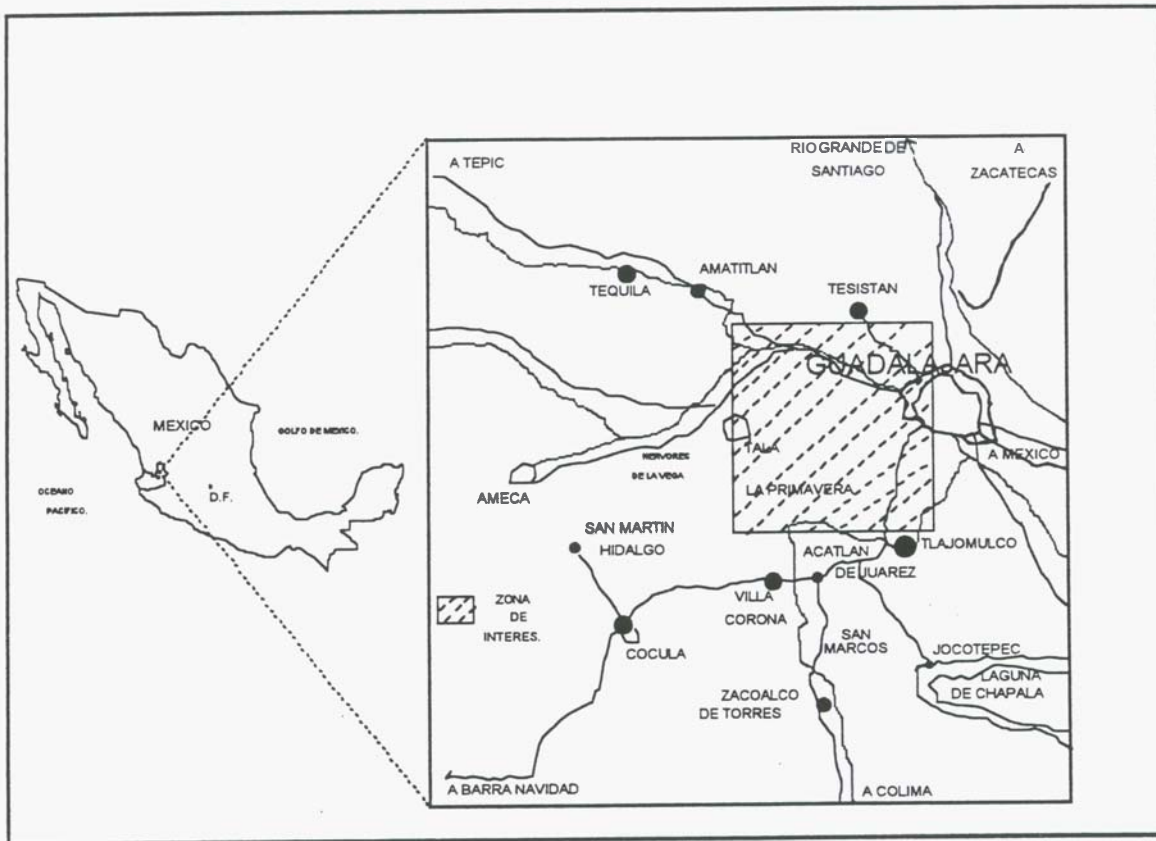 MEXICO
GOLFO DE MEXICO.
OCEANO
PACIFICO.
D.F.
A TEPIC
RIO GRANDE DE
SANTIAGO
A
ZACATECAS
AMATITLAN
TEQUILA
TESISTAN
GUADALAJARA
TALA
A MEXICO
HERVORES
DE LA VEGA
AMECA
LA PRIMAVERA
SAN MARTIN
HIDALGO
TLAJOMULCO
ACATLAN
DE JUAREZ
ZONA
DE
INTERES.
VILLA
CORONA
COCULA
SAN
MARCOS
JOCOTEPEC
LAGUNA
DE CHAPALA
ZACOALCO
DE TORRES
A BARRA NAVIDAD
A COLIMA